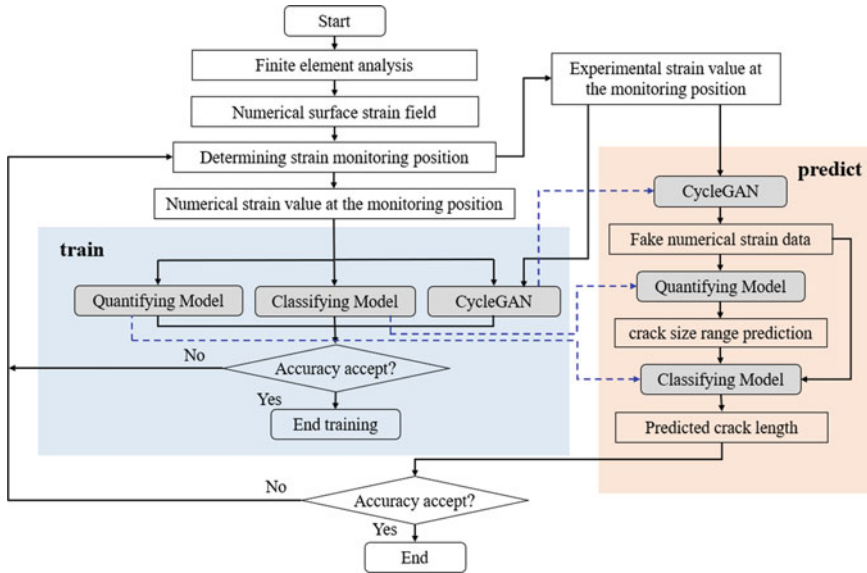 Start
Finite element analysis
Numerical surface strain field
Determining strain monitoring position
Numerical strain value at the monitoring position
Experimental strain value at
the monitoring position
train
Quantifying Model
Classifying Model
CycleGAN
Accuracy accept?
No
Yes
End training
predict
CycleGAN
Fake numerical strain data
Quantifying Model
crack size range prediction
Classifying Model
Predicted crack length
Accuracy accept?
No
Yes
End